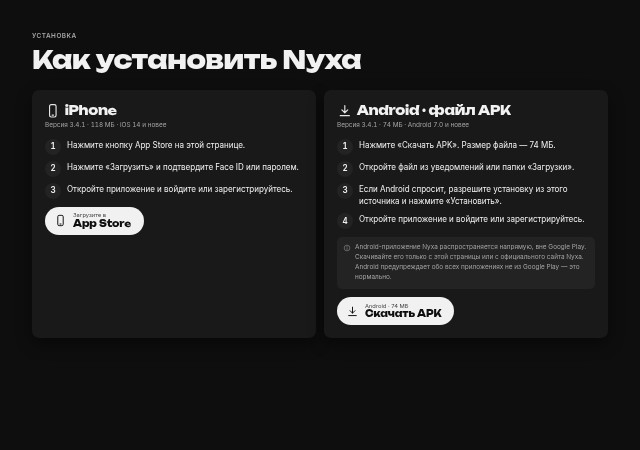 УСТАНОВКА
Как установить Nyxa
iPhone
Версия 3.4.1 · 118 МБ · iOS 14 и новее
1 Нажмите кнопку App Store на этой странице.
2 Нажмите «Загрузить» и подтвердите Face ID или паролем.
3 Откройте приложение и войдите или зарегистрируйтесь.
Загрузите в
App Store
Android · файл APK
Версия 3.4.1 · 74 МБ · Android 7.0 и новее
1 Нажмите «Скачать APK». Размер файла — 74 МБ.
2 Откройте файл из уведомлений или папки «Загрузки».
3 Если Android спросит, разрешите установку из этого
источника и нажмите «Установить».
4 Откройте приложение и войдите или зарегистрируйтесь.
Android-приложение Nyxa распространяется напрямую, вне Google Play.
Скачивайте его только с этой страницы или с официального сайта Nyxa.
Android предупреждает обо всех приложениях не из Google Play — это
нормально.
Android · 74 МБ
Скачать APK